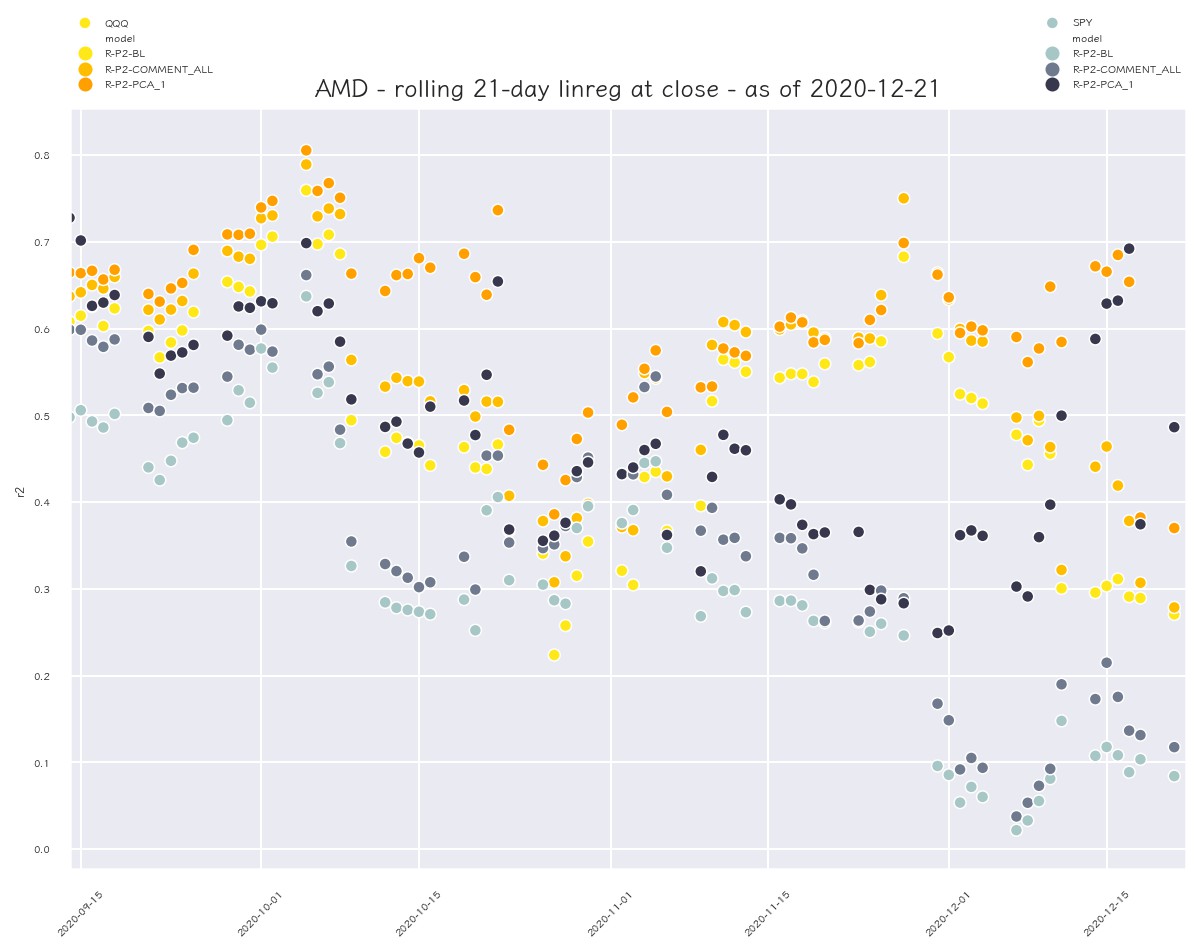 QQQ
model
R-P2-BL
R-P2-COMMENT_ALL
R-P2-PCA_1
SPY
model
R-P2-BL
R-P2-COMMENT_ALL
R-P2-PCA_1
AMD - rolling 21-day linreg at close - as of 2020-12-21
0.8
0.7
0.6
0.5
0.4
0.3
0.2
0.1
0.0
r2
2020-09-15
2020-10-01
2020-10-15
2020-11-01
2020-11-15
2020-12-01
2020-12-15